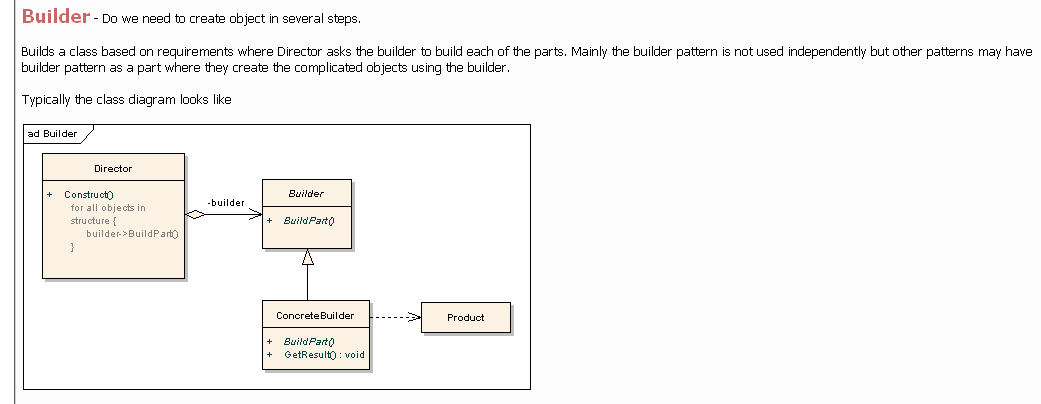 Builder - Do we need to create object in several steps.
Builds a class based on requirements where Director asks the builder to build each of the parts. Mainly the builder pattern is not used independently but other patterns may have
builder pattern as a part where they create the complicated objects using the builder.
Typically the class diagram looks like
ad Builder
Director
+ Construct()
for all objects in
structure {
builder->BuildPart()
}
-builder
Builder
+ BuildPart()
ConcreteBuilder
+ BuildPart()
+ GetResult() : void
Product